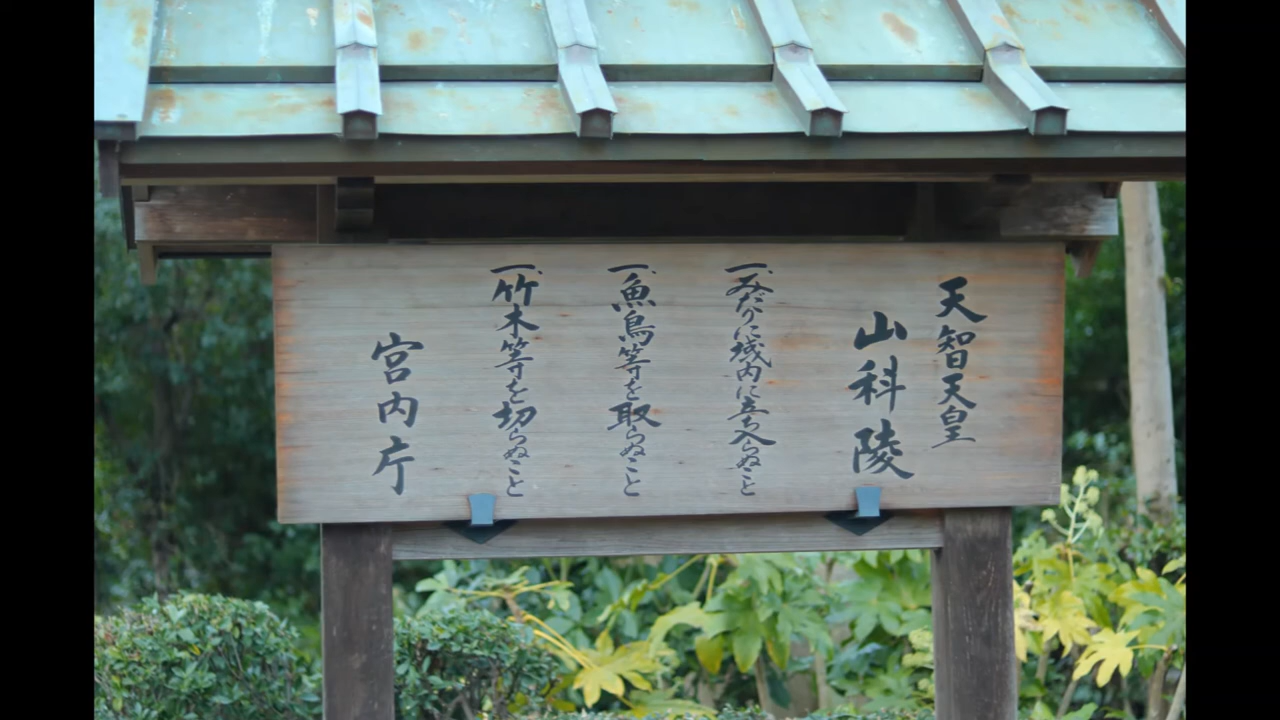 天智天皇
山科陵
一、みだりに域内に立ち入らぬこと
一、魚鳥等を取らぬこと
一、竹木等を切らぬこと
宮内庁